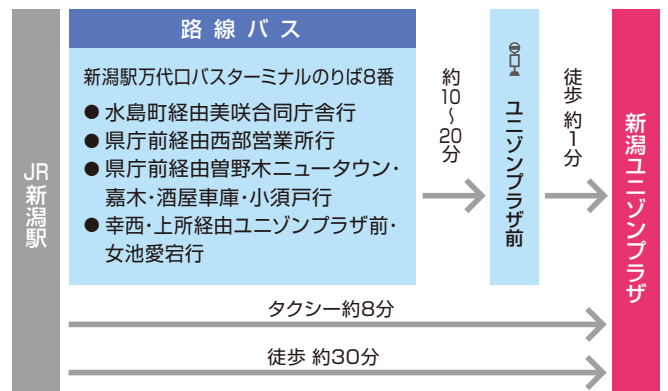 JR新潟駅
路線バス
新潟駅万代口バスターミナルのりば8番
● 水島町経由美咲合同庁舎行
● 県庁前経由西部営業所行
● 県庁前経由曽野木ニュータウン・
嘉木・酒屋車庫・小須戸行
● 幸西・上所経由ユニゾンプラザ前・
女池愛宕行
約10〜20分
ユニゾンプラザ前
徒歩 約1分
新潟ユニゾンプラザ
タクシー約8分
徒歩 約30分